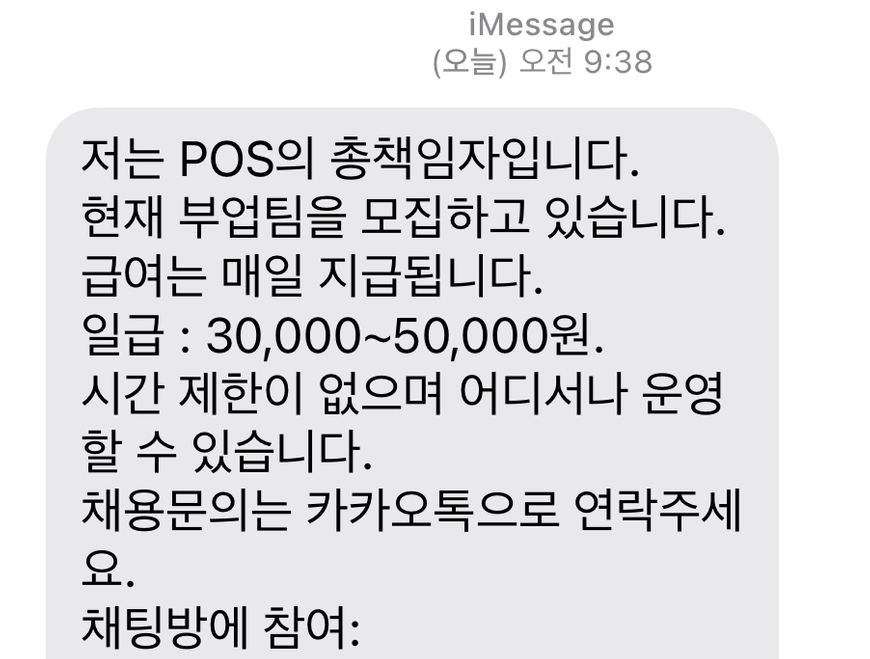 iMessage
(오늘) 오전 9:38
저는 POS의 총책임자입니다.
현재 부업팀을 모집하고 있습니다.
급여는 매일 지급됩니다.
일급 : 30,000~50,000원.
시간 제한이 없으며 어디서나 운영
할 수 있습니다.
채용문의는 카카오톡으로 연락주세
요.
채팅방에 참여: